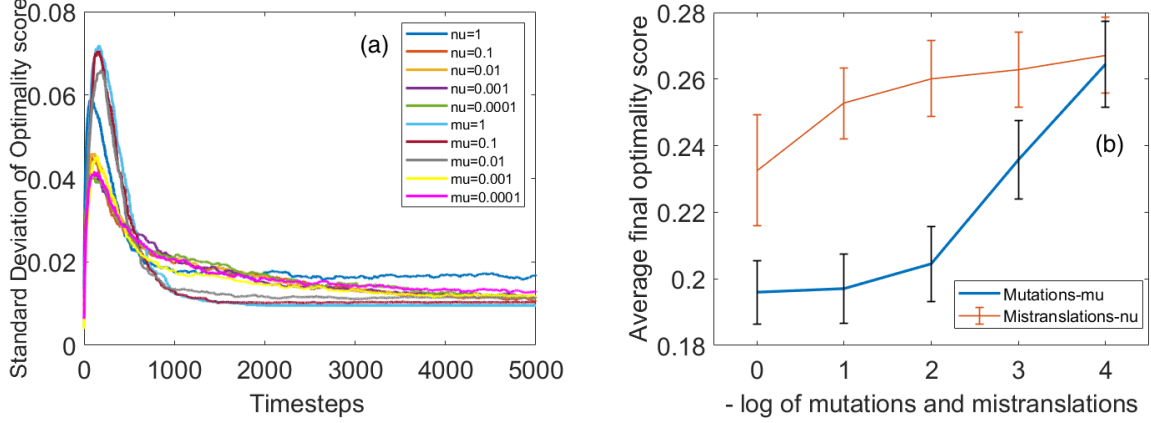 0.08
0.06
0.04
0.02
0
0
1000
2000
3000
4000
5000
Standard Deviation of Optimality score
Timesteps
(a)
nu=1
nu=0.1
nu=0.01
nu=0.001
nu=0.0001
mu=1
mu=0.1
mu=0.01
mu=0.001
mu=0.0001
0.28
0.26
0.24
0.22
0.2
0.18
0
1
2
3
4
Average final optimality score
- log of mutations and mistranslations
(b)
Mutations-mu
Mistranslations-nu